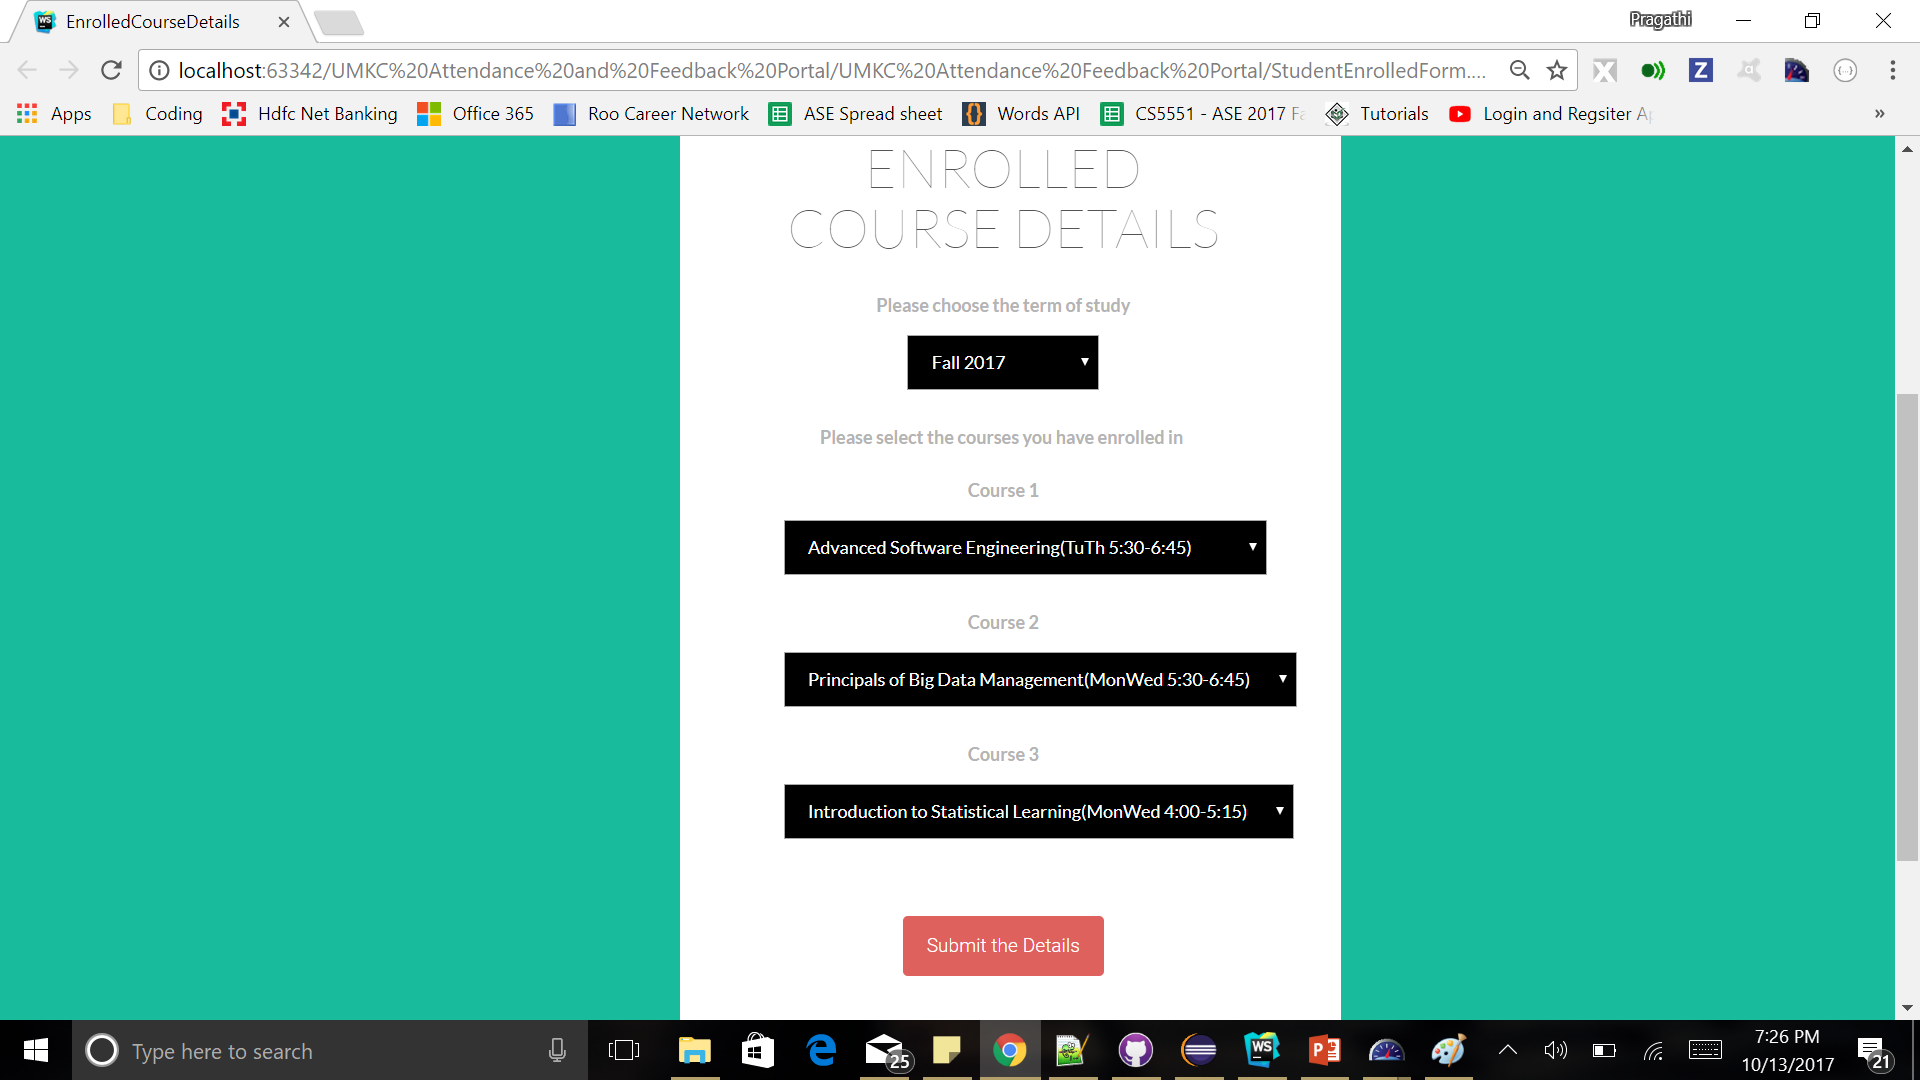 EnrolledCourseDetails
Pragathi
localhost:63342/UMKC%20Attendance%20and%20Feedback%20Portal/UMKC%20Attendance%20Feedback%20Portal/StudentEnrolledForm....
Apps Coding Hdfc Net Banking Office 365 Roo Career Network ASE Spread sheet Words API CS5551 - ASE 2017 Fa Tutorials Login and Regsiter Ap »
ENROLLED
COURSE DETAILS
Please choose the term of study
Fall 2017
Please select the courses you have enrolled in
Course 1
Advanced Software Engineering(TuTh 5:30-6:45)
Course 2
Principals of Big Data Management(MonWed 5:30-6:45)
Course 3
Introduction to Statistical Learning(MonWed 4:00-5:15)
Submit the Details
Type here to search
25
7:26 PM
10/13/2017
21